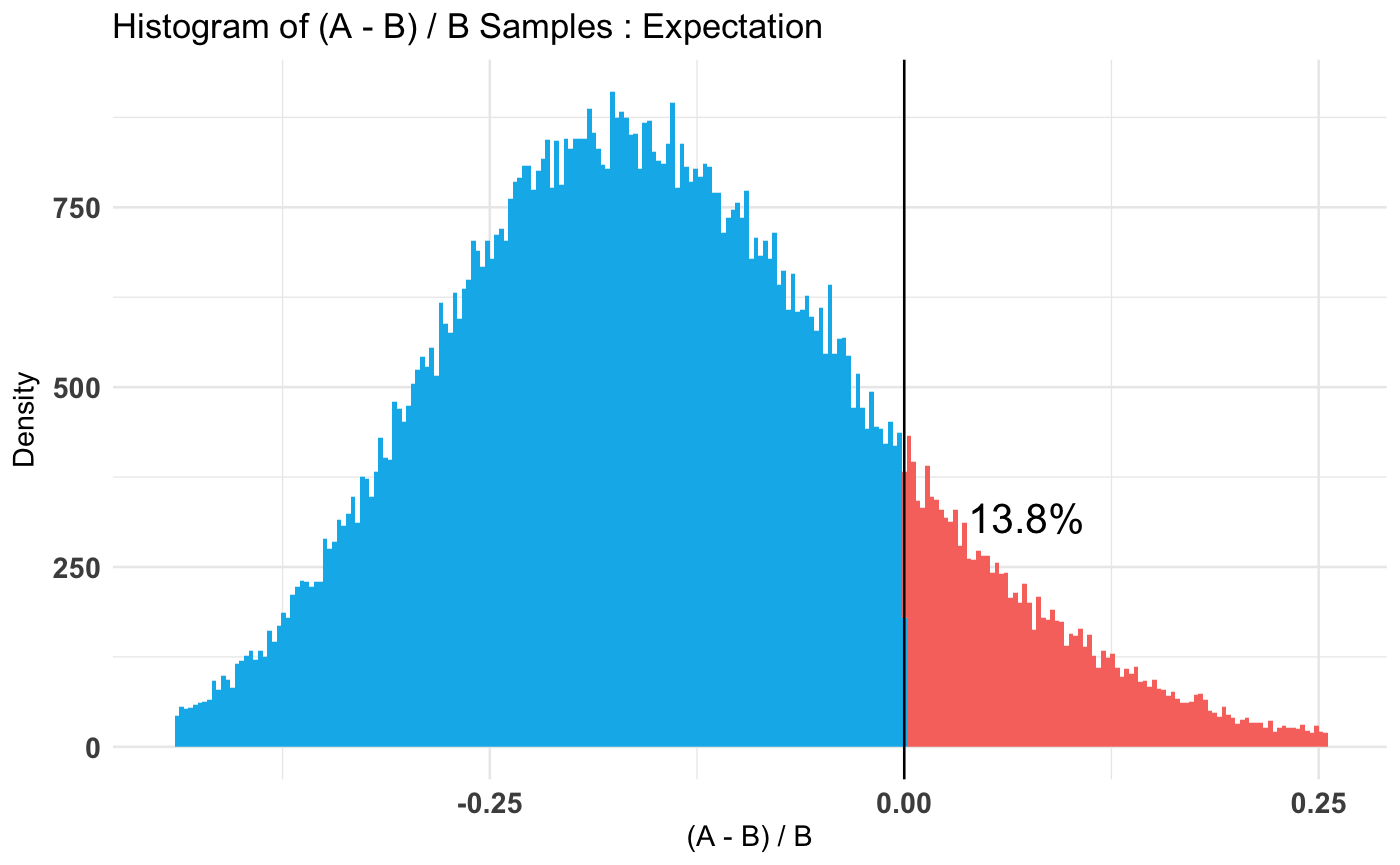 Histogram of (A - B) / B Samples : Expectation
Density
750
500
250
0
13.8%
-0.25
0.00
0.25
(A - B) / B